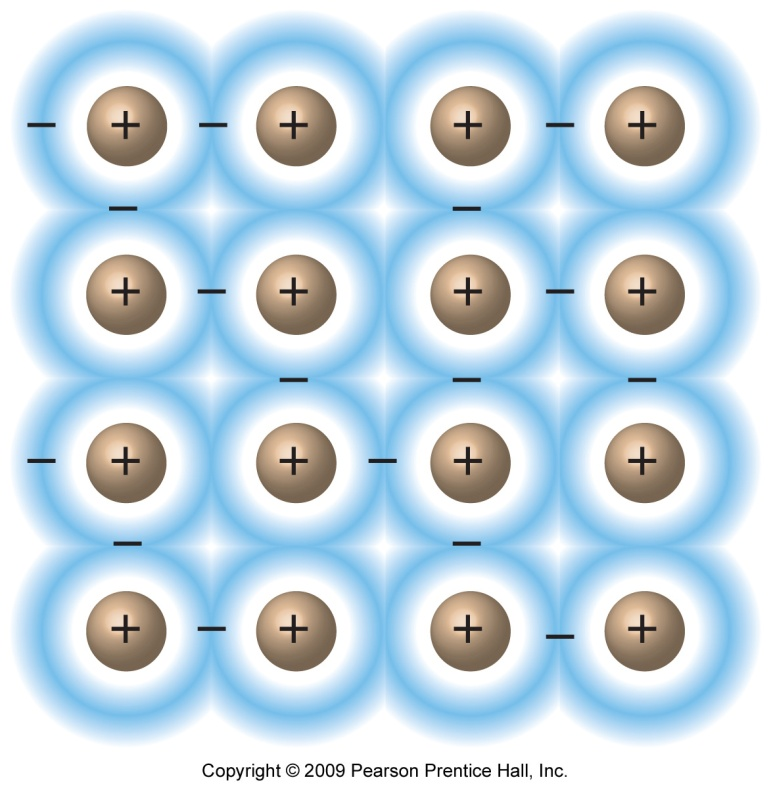 − + − + + − +
− −
+ − + + − +
− − −
− + + − + +
− −
+ − + + − +
Copyright © 2009 Pearson Prentice Hall, Inc.